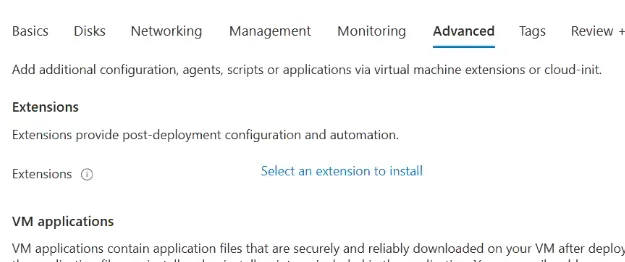 Basics Disks Networking Management Monitoring Advanced Tags Review +
Add additional configuration, agents, scripts or applications via virtual machine extensions or cloud-init.
Extensions
Extensions provide post-deployment configuration and automation.
Extensions Select an extension to install
VM applications
VM applications contain application files that are securely and reliably downloaded on your VM after deploy